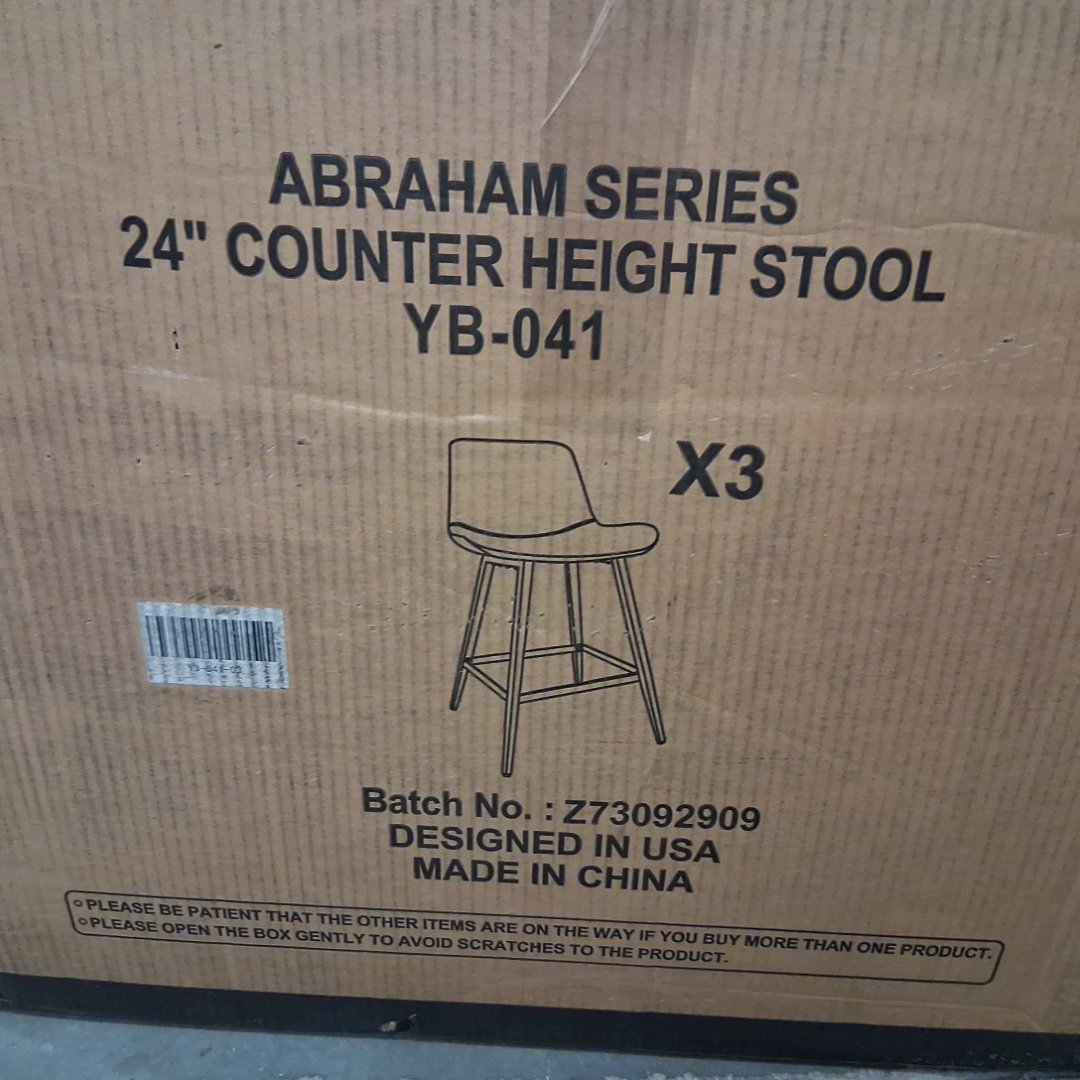 ABRAHAM SERIES
24" COUNTER HEIGHT STOOL
YB-041
X3
Batch No. : Z73092909
DESIGNED IN USA
MADE IN CHINA
○ PLEASE BE PATIENT THAT THE OTHER ITEMS ARE ON THE WAY IF YOU BUY MORE THAN ONE PRODUCT.
○ PLEASE OPEN THE BOX GENTLY TO AVOID SCRATCHES TO THE PRODUCT.